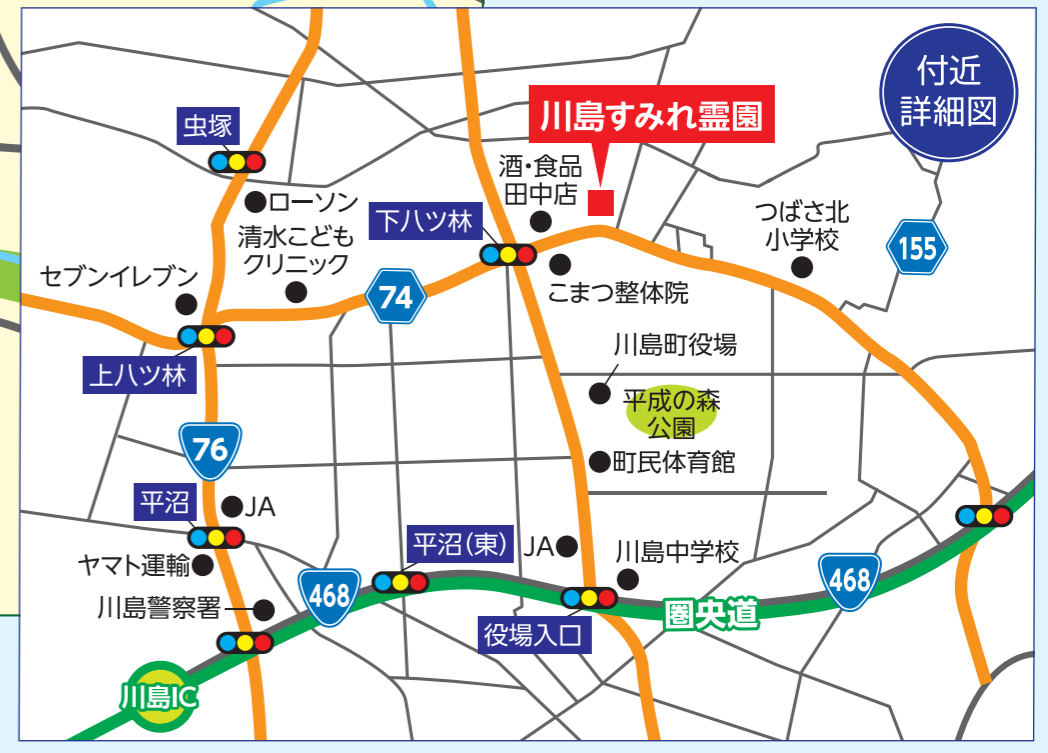 付近
詳細図
川島すみれ霊園
虫塚
酒・食品
田中店
ローソン
下八ツ林
つばさ北
小学校
清水こども
クリニック
155
セブンイレブン
74
こまつ整体院
川島町役場
上八ツ林
平成の森
公園
76
町民体育館
平沼
JA
平沼(東)
JA
川島中学校
ヤマト運輸
468
468
川島警察署
圏央道
役場入口
川島IC